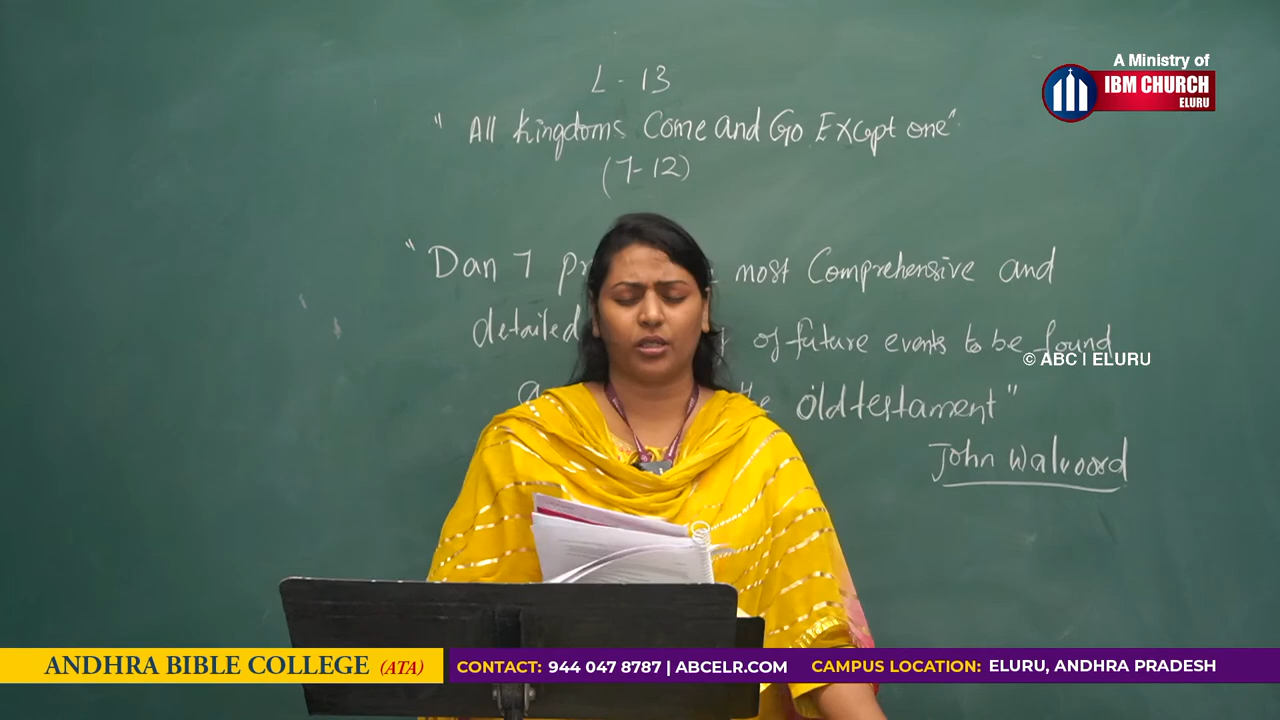 A Ministry of
IBM CHURCH
ELURU
L - 13
" All Kingdoms Come and Go Except one"
(7-12)
"Dan 7 most Comprehensive and
detailed of future events to be found
© ABC | ELURU
the oldtestament"
John Walvoord
ANDHRA BIBLE COLLEGE (ATA)
CONTACT: 944 047 8787 | ABCELR.COM CAMPUS LOCATION: ELURU, ANDHRA PRADESH